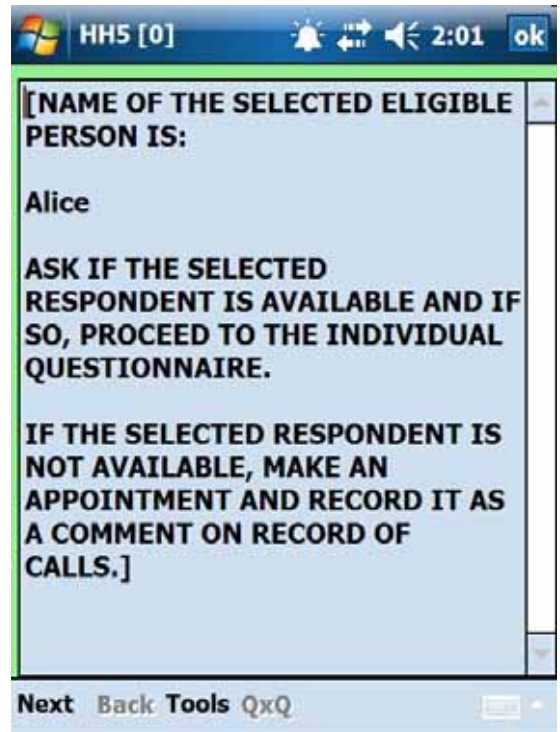 HH5 [0] 2:01 ok
[NAME OF THE SELECTED ELIGIBLE
PERSON IS:
Alice
ASK IF THE SELECTED
RESPONDENT IS AVAILABLE AND IF
SO, PROCEED TO THE INDIVIDUAL
QUESTIONNAIRE.
IF THE SELECTED RESPONDENT IS
NOT AVAILABLE, MAKE AN
APPOINTMENT AND RECORD IT AS
A COMMENT ON RECORD OF
CALLS.]
Next Back Tools QxQ